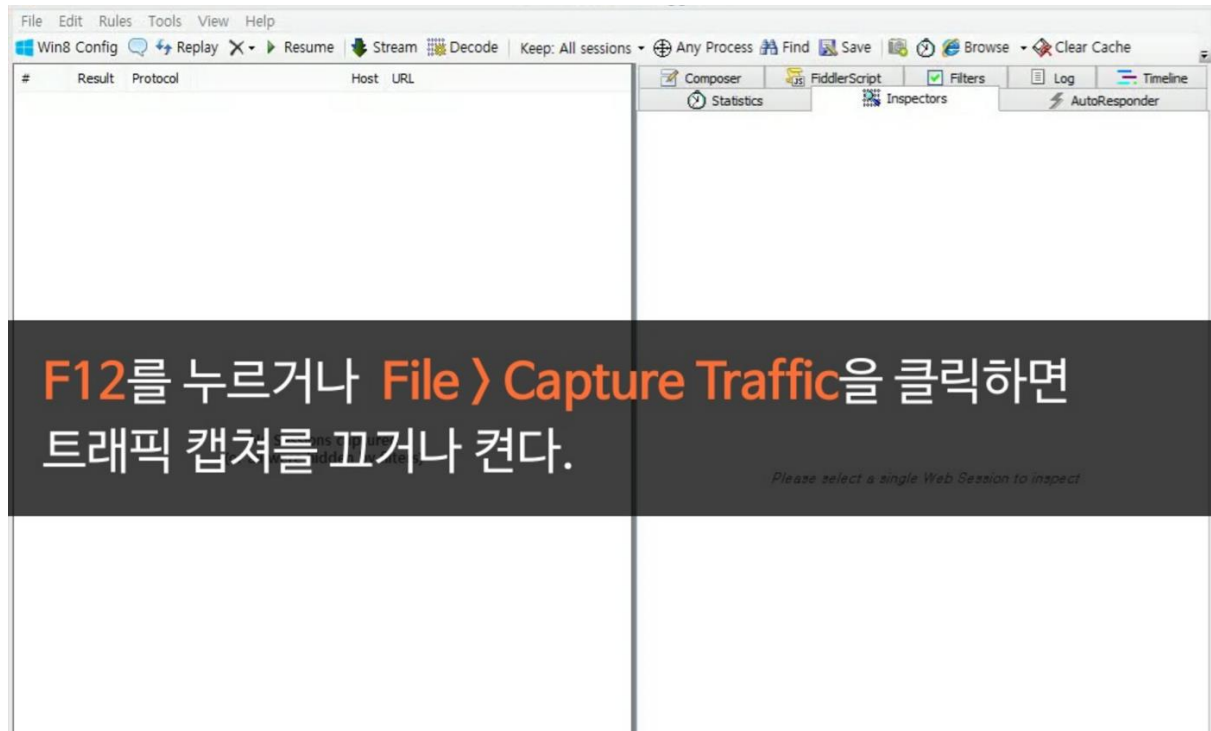 File Edit Rules Tools View Help
Win8 Config Replay Resume Stream Decode Keep: All sessions Any Process Find Save Browse Clear Cache
# Result Protocol Host URL
Composer FiddlerScript Filters Log Timeline
Statistics Inspectors AutoResponder
F12를 누르거나 File > Capture Traffic을 클릭하면
트래픽 캡쳐를 끄거나 켠다.
Please select a single Web Session to inspect